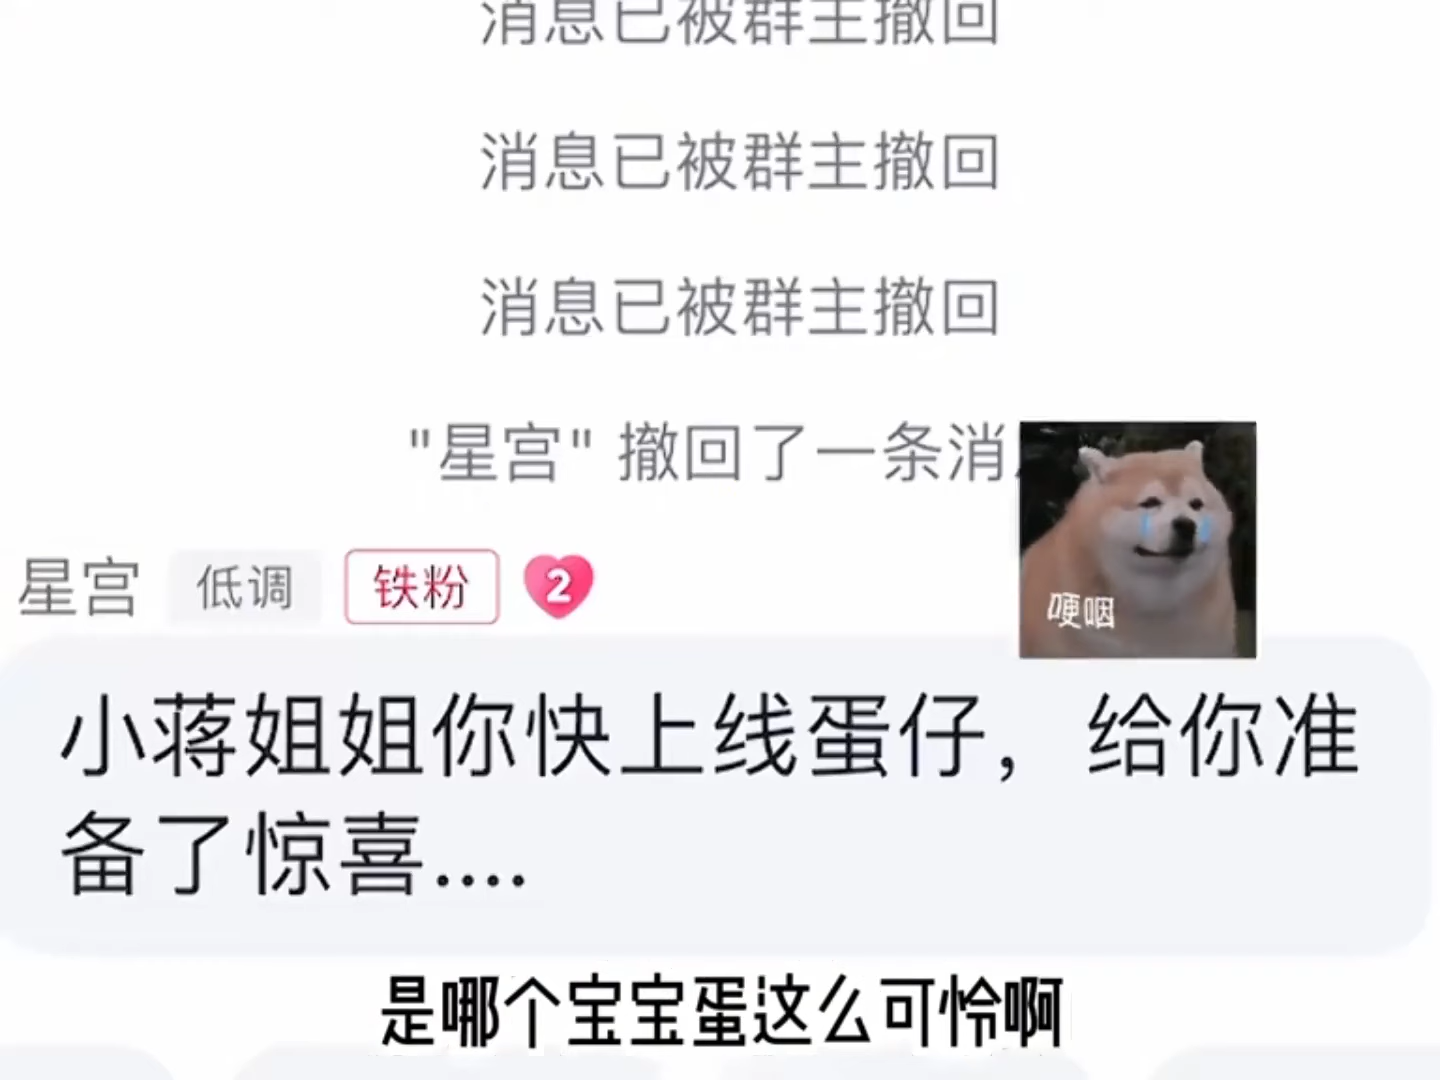 消息已被群主撤回
消息已被群主撤回
消息已被群主撤回
"星宫" 撤回了一条消
哽咽
星宫 低调 铁粉 2
小蒋姐姐你快上线蛋仔，给你准
备了惊喜....
是哪个宝宝蛋这么可怜啊